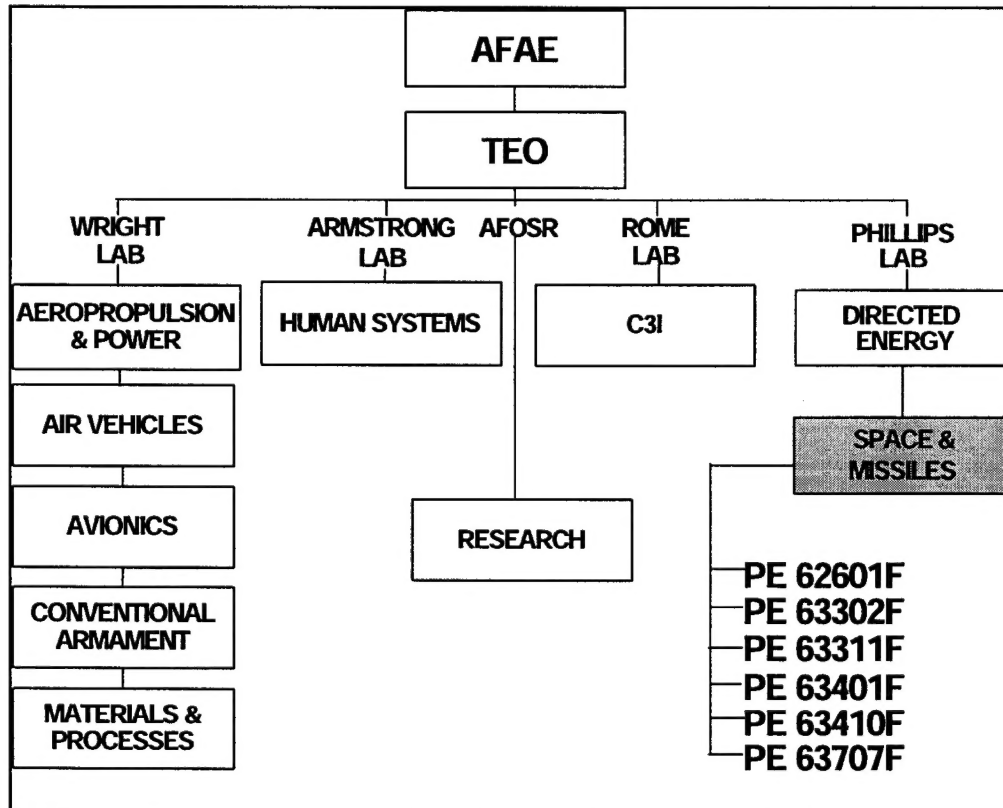 AFAE
TEO
WRIGHT
LAB
AEROPROPULSION
& POWER
AIR VEHICLES
AVIONICS
CONVENTIONAL
ARMAMENT
MATERIALS &
PROCESSES
ARMSTRONG
LAB
HUMAN SYSTEMS
AFOSR
RESEARCH
ROME
LAB
C3I
PHILLIPS
LAB
DIRECTED
ENERGY
SPACE &
MISSILES
PE 62601F
PE 63302F
PE 63311F
PE 63401F
PE 63410F
PE 63707F